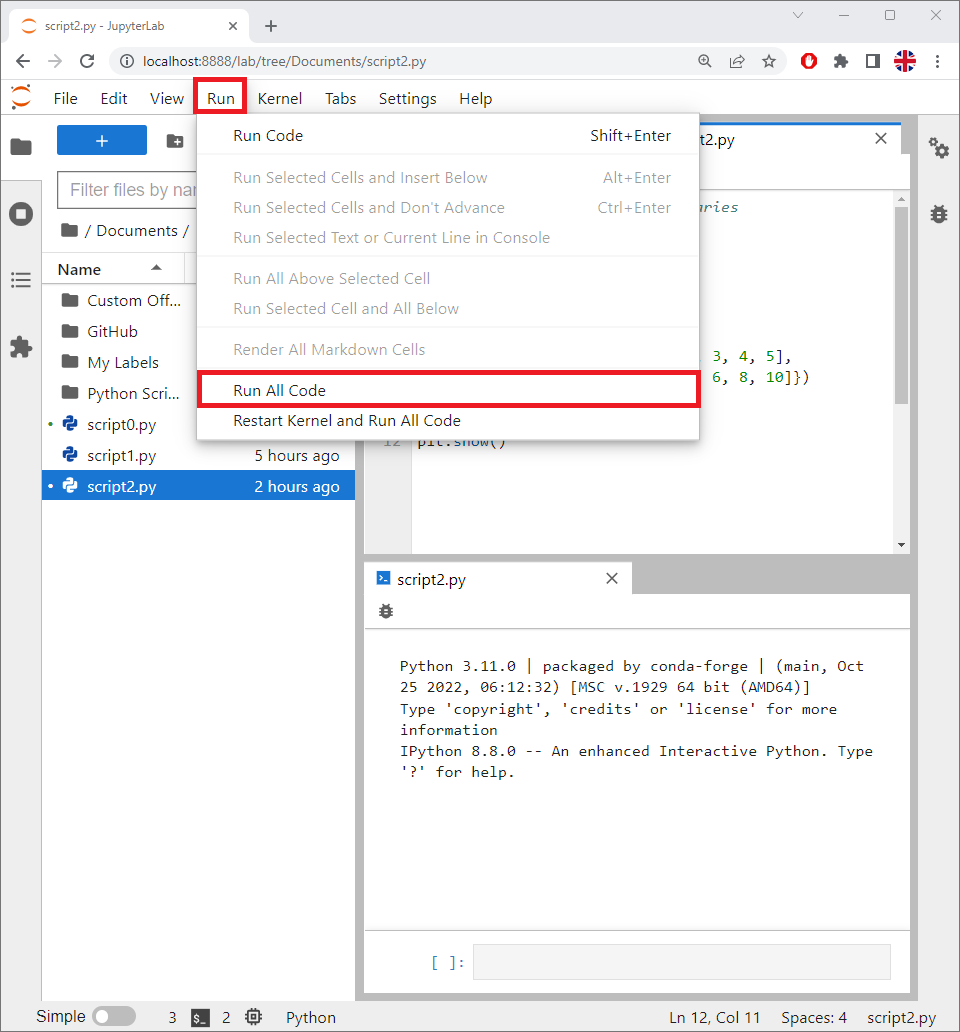 script2.py - JupyterLab
localhost:8888/lab/tree/Documents/script2.py
File Edit View Run Kernel Tabs Settings Help
Run Code Shift+Enter
Run Selected Cells and Insert Below Alt+Enter
Run Selected Cells and Don't Advance Ctrl+Enter
Run Selected Text or Current Line in Console
Run All Above Selected Cell
Run Selected Cell and All Below
Render All Markdown Cells
Run All Code
Restart Kernel and Run All Code
+
Filter files by
/ Documents /
Name
Custom Off...
GitHub
My Labels
Python Scri...
script0.py
script1.py 5 hours ago
script2.py 2 hours ago
t2.py
3, 4, 5],
6, 8, 10]})
12 plt.show()
script2.py
Python 3.11.0 | packaged by conda-forge | (main, Oct
25 2022, 06:12:32) [MSC v.1929 64 bit (AMD64)]
Type 'copyright', 'credits' or 'license' for more
information
IPython 8.8.0 -- An enhanced Interactive Python. Type
'?' for help.
[ ]:
Simple 3 $_ 2 Python Ln 12, Col 11 Spaces: 4 script2.py